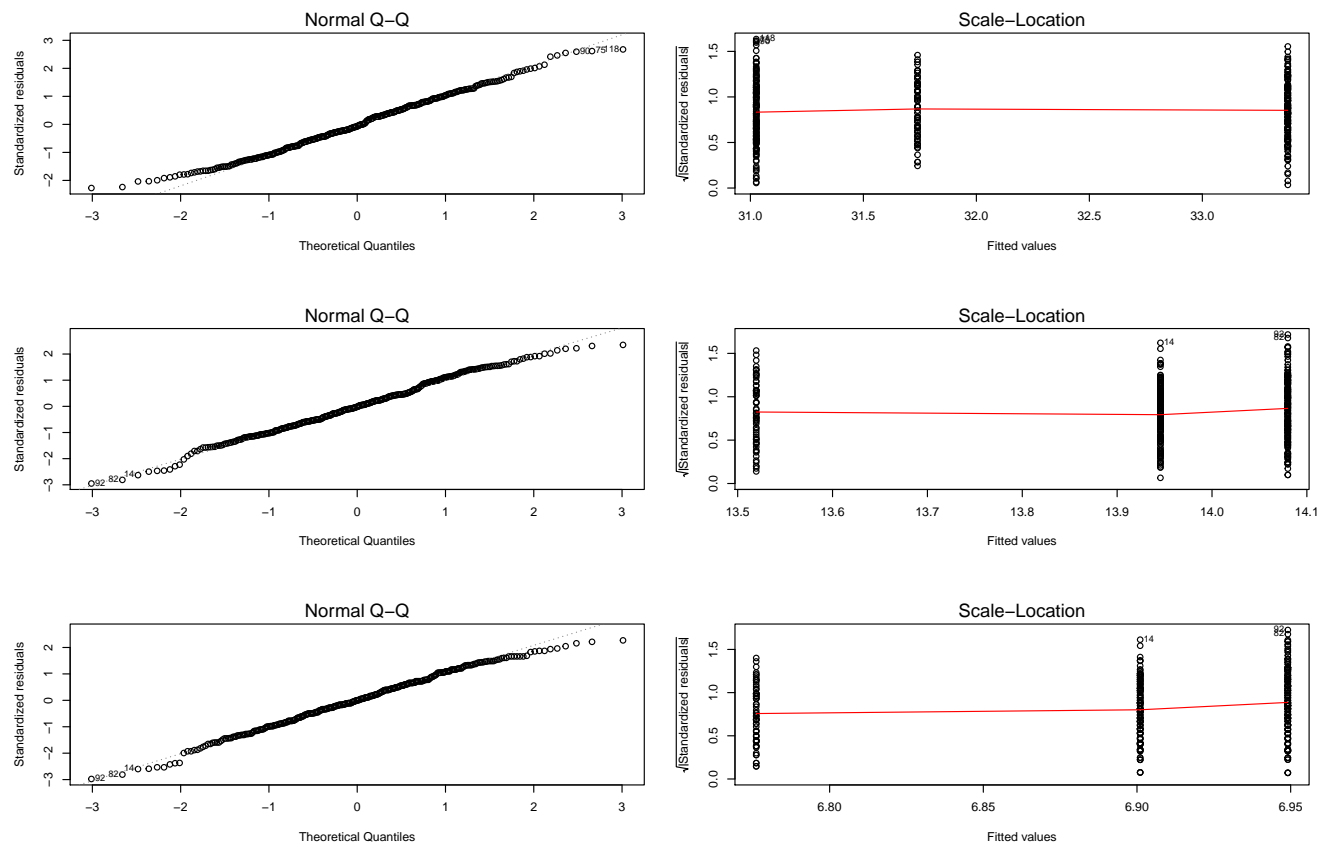 Normal Q−Q
Standardized residuals
3
2
1
0
−1
−2
90 75 118
−3 −2 −1 0 1 2 3
Theoretical Quantiles
Scale−Location
√|Standardized residuals|
1.5
1.0
0.5
0.0
118
31.0 31.5 32.0 32.5 33.0
Fitted values
Normal Q−Q
Standardized residuals
2
1
0
−1
−2
−3
92 82 14
−3 −2 −1 0 1 2 3
Theoretical Quantiles
Scale−Location
√|Standardized residuals|
1.5
1.0
0.5
0.0
14
92
82
13.5 13.6 13.7 13.8 13.9 14.0 14.1
Fitted values
Normal Q−Q
Standardized residuals
2
1
0
−1
−2
−3
92 82 14
−3 −2 −1 0 1 2 3
Theoretical Quantiles
Scale−Location
√|Standardized residuals|
1.5
1.0
0.5
0.0
14
92
82
6.80 6.85 6.90 6.95
Fitted values